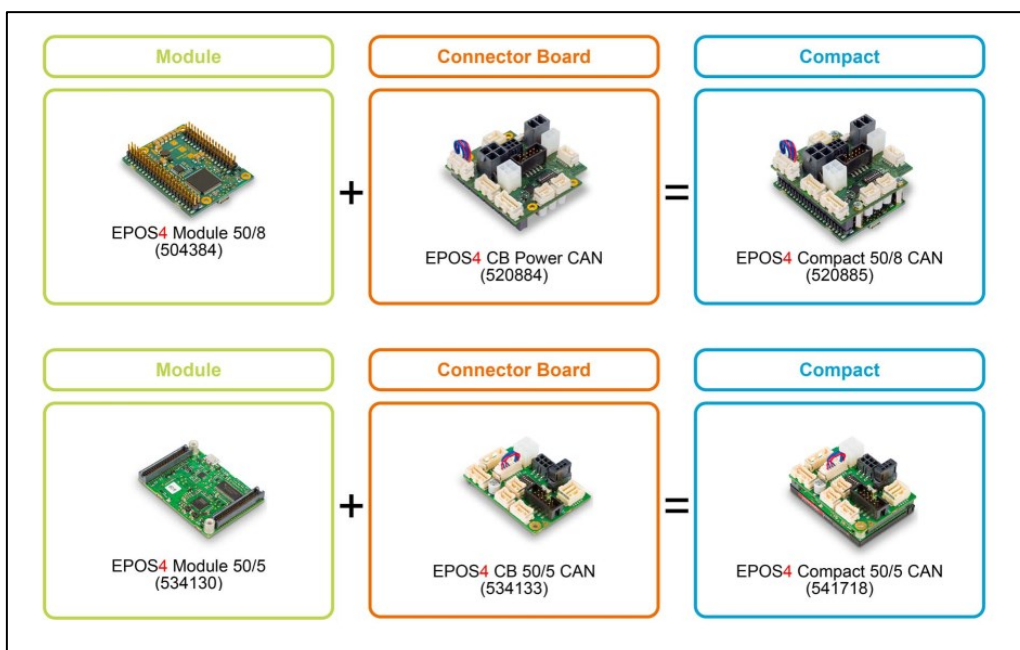 Module
Connector Board
Compact
+
=
EPOS4 Module 50/8
(504384)
EPOS4 CB Power CAN
(520884)
EPOS4 Compact 50/8 CAN
(520885)
Module
Connector Board
Compact
+
=
EPOS4 Module 50/5
(534130)
EPOS4 CB 50/5 CAN
(534133)
EPOS4 Compact 50/5 CAN
(541718)